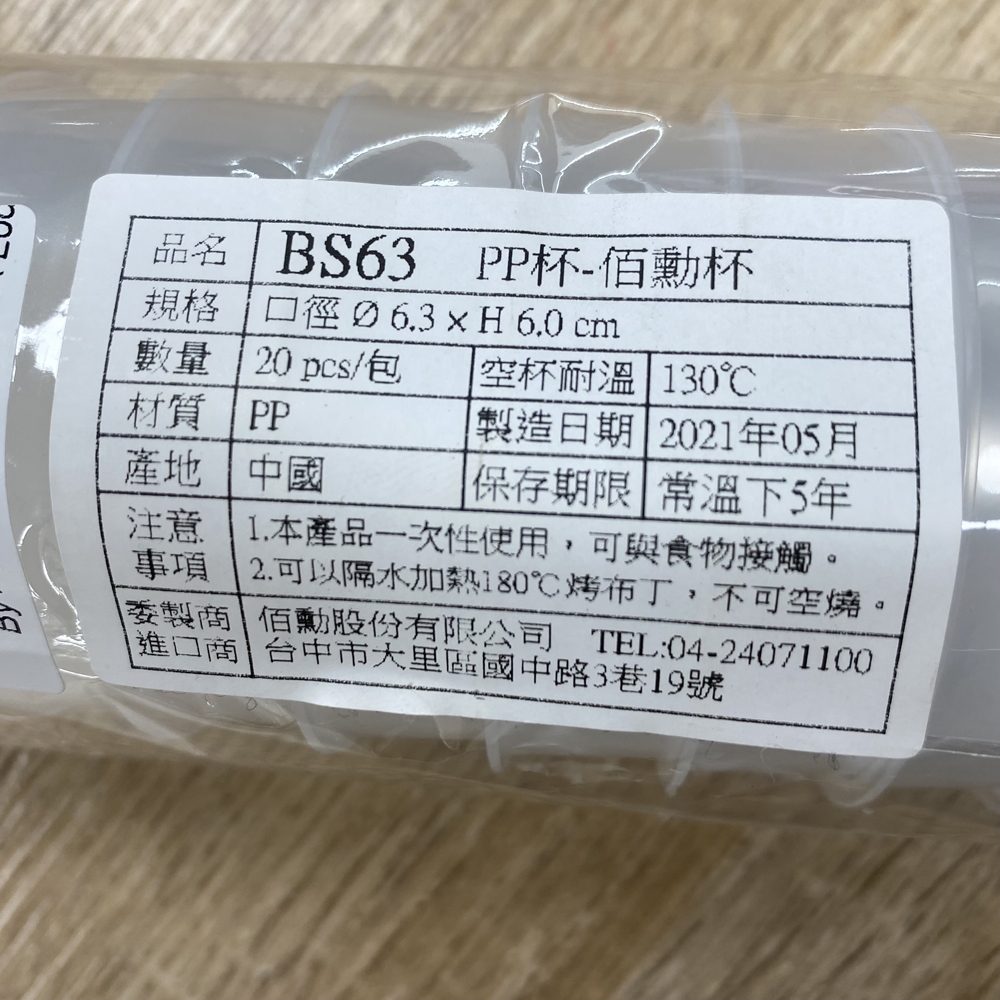 品名 BS63 PP杯-佰勳杯
規格 口徑 Ø 6.3 x H 6.0 cm
數量 20 pcs/包 空杯耐溫 130℃
材質 PP 製造日期 2021年05月
產地 中國 保存期限 常溫下5年
注意事項 1.本產品一次性使用，可與食物接觸。
2.可以隔水加熱180℃烤布丁，不可空燒。
委製商 佰勳股份有限公司 TEL:04-24071100
進口商 台中市大里區國中路3巷19號